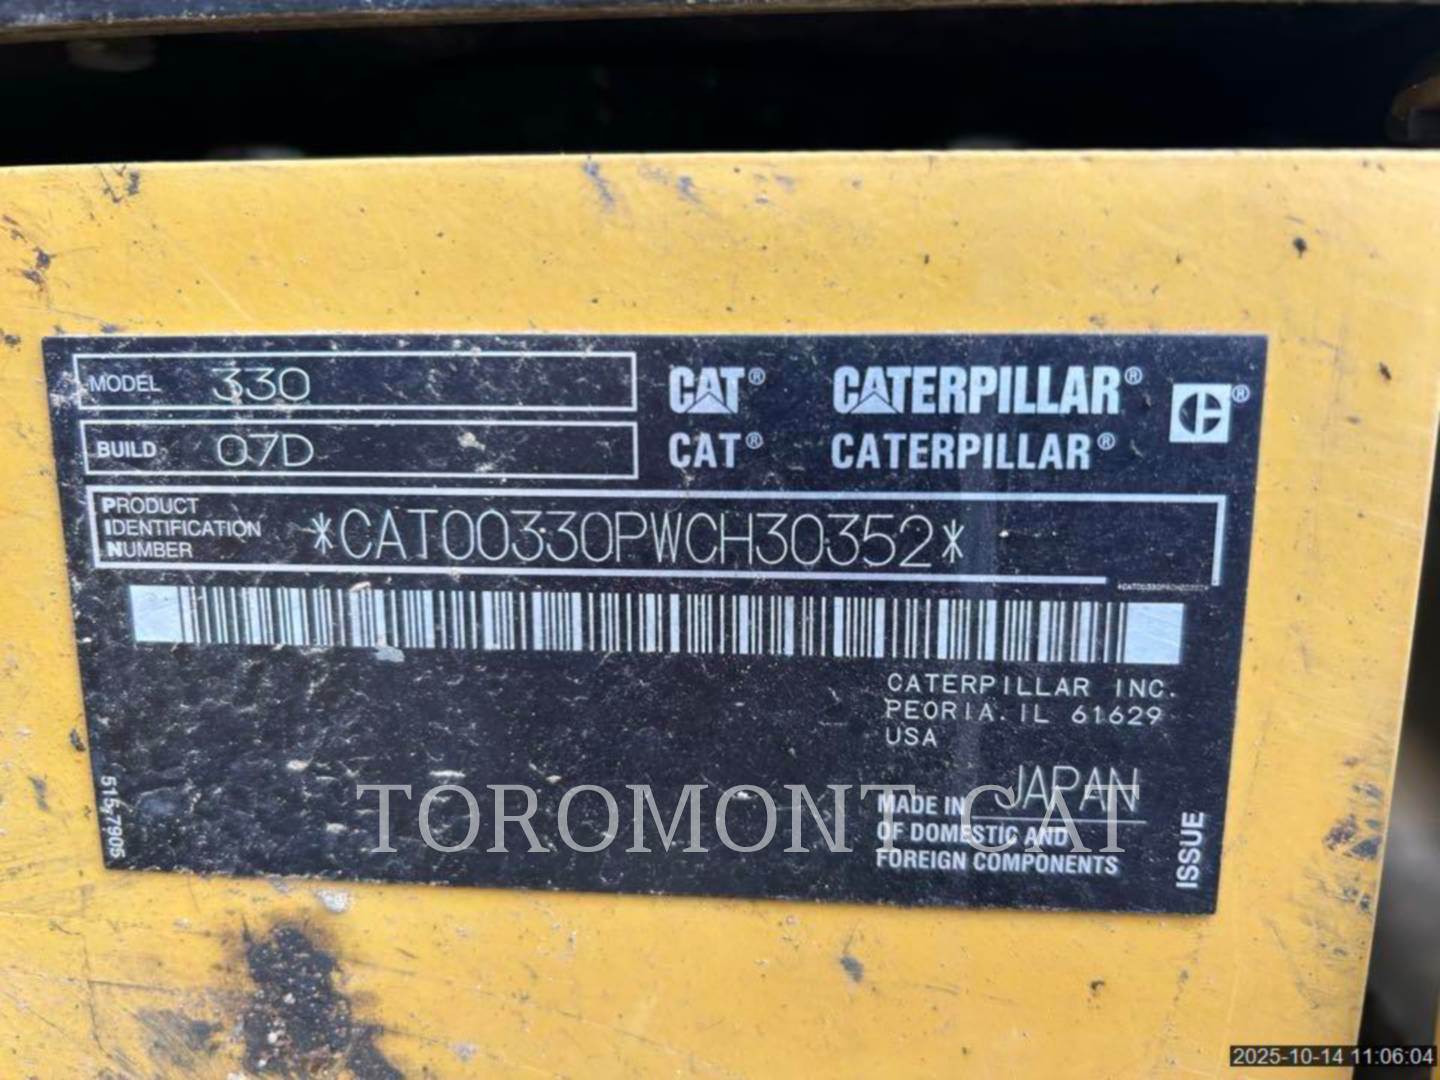 MODEL 330
BUILD 07D
CAT® CATERPILLAR®
CAT® CATERPILLAR®
C ®
PRODUCT
IDENTIFICATION
NUMBER
*CAT00330PWCH30352*
CATERPILLAR INC.
PEORIA. IL 61629
USA
MADE IN JAPAN
OF DOMESTIC AND
FOREIGN COMPONENTS
515-7905
ISSUE
TOROMONT CAT
2025-10-14 11:06:04